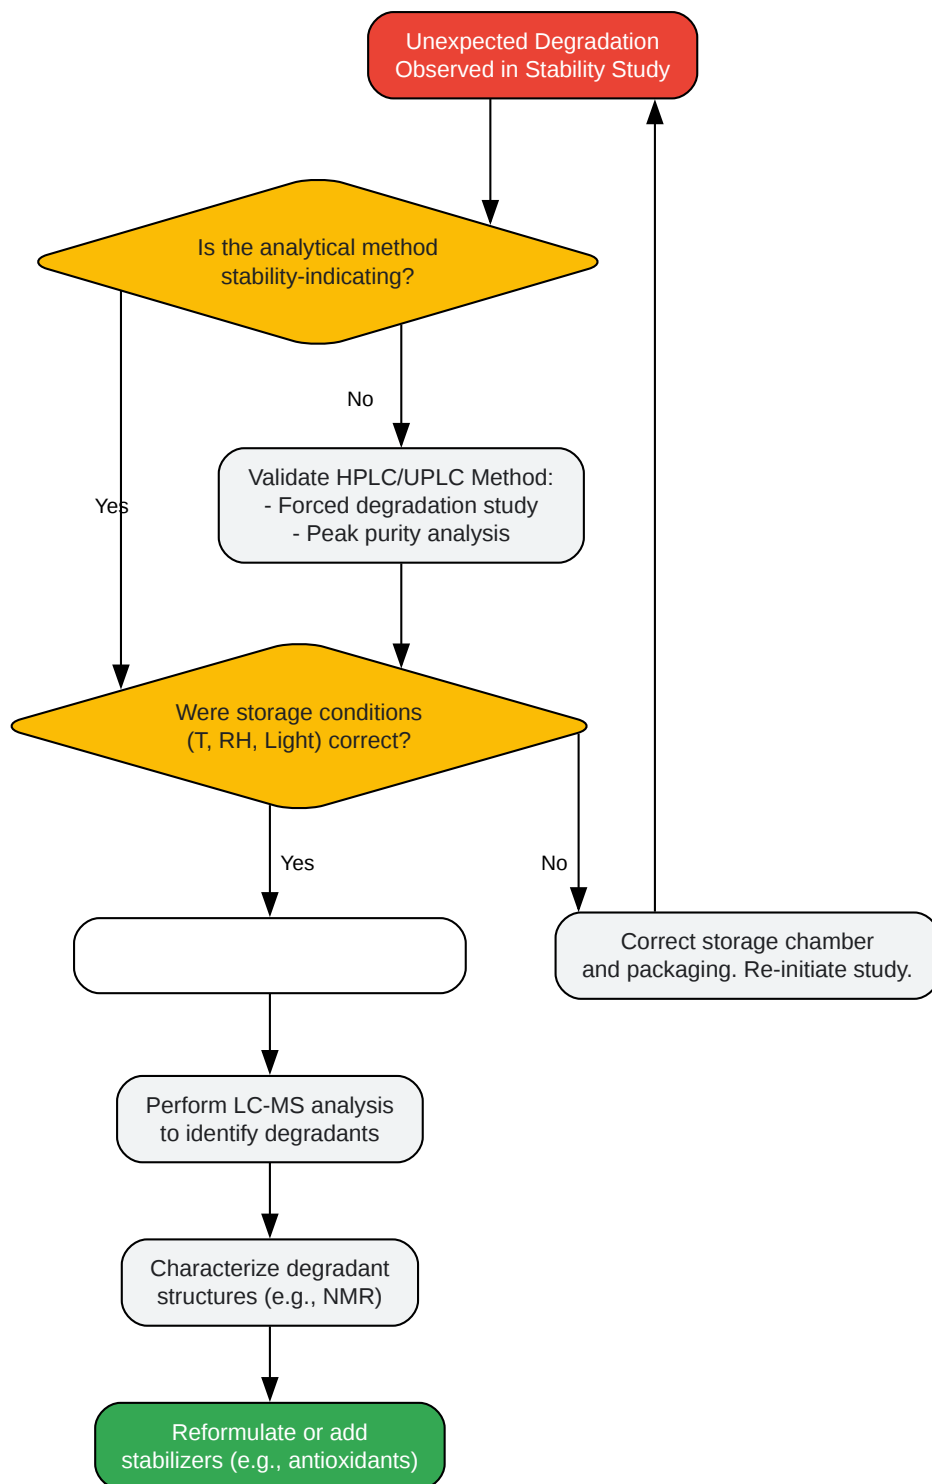 Unexpected Degradation
Observed in Stability Study
Is the analytical method
stability-indicating?
No
Yes
Validate HPLC/UPLC Method:
- Forced degradation study
- Peak purity analysis
Were storage conditions
(T, RH, Light) correct?
Yes
No
Correct storage chamber
and packaging. Re-initiate study.
Perform LC-MS analysis
to identify degradants
Characterize degradant
structures (e.g., NMR)
Reformulate or add
stabilizers (e.g., antioxidants)